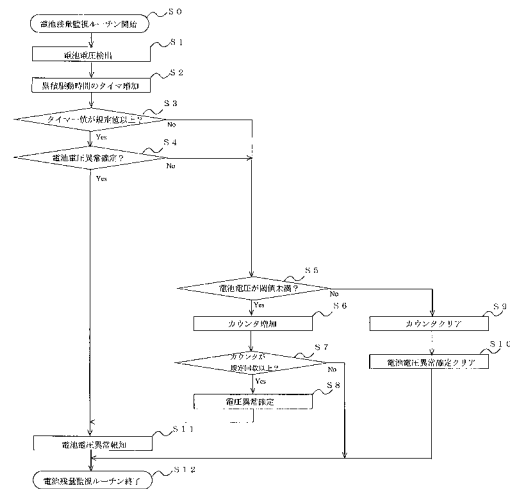 S0
電池残量監視ルーチン開始
S1
電池電圧検出
S2
累積駆動時間のタイマ増加
S3
タイマー値が規定値以上?
No
Yes
S4
電池電圧異常確定?
No
Yes
S5
電池電圧が閾値未満?
No
Yes
S6
カウンタ増加
S9
カウンタクリア
S7
カウンタが
規定回数以上?
No
Yes
S10
電池電圧異常確定クリア
S8
電圧異常確定
S11
電池電圧異常報知
S12
電池残量監視ルーチン終了